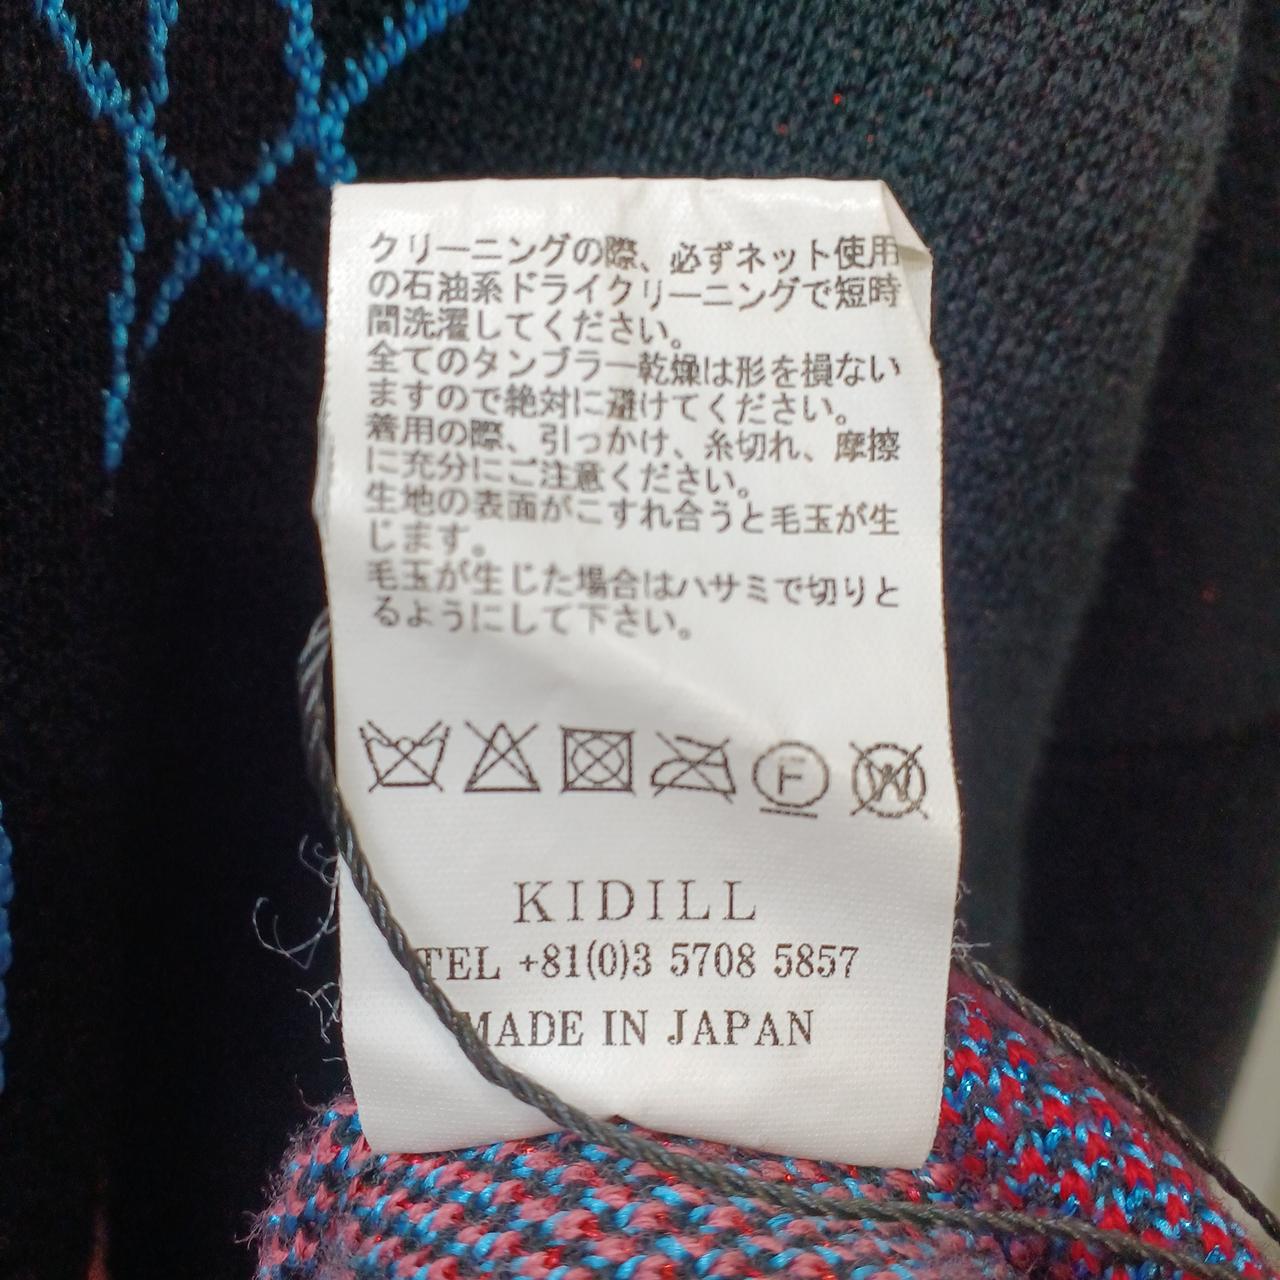 クリーニングの際、必ずネット使用
の石油系ドライクリーニングで短時
間洗濯してください。
全てのタンブラー乾燥は形を損ない
ますので絶対に避けてください。
着用の際、引っかけ、糸切れ、摩擦
に充分にご注意ください。
生地の表面がこすれ合うと毛玉が生
じます。
毛玉が生じた場合はハサミで切りと
るようにして下さい。
F W
KIDILL
TEL +81(0)3 5708 5857
MADE IN JAPAN